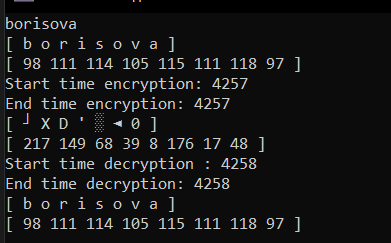 borisova
[ b o r i s o v a ]
[ 98 111 114 105 115 111 118 97 ]
Start time encryption: 4257
End time encryption: 4257
[ ┘ X D ' ░ ◄ 0 ]
[ 217 149 68 39 8 176 17 48 ]
Start time decryption : 4258
End time decryption: 4258
[ b o r i s o v a ]
[ 98 111 114 105 115 111 118 97 ]